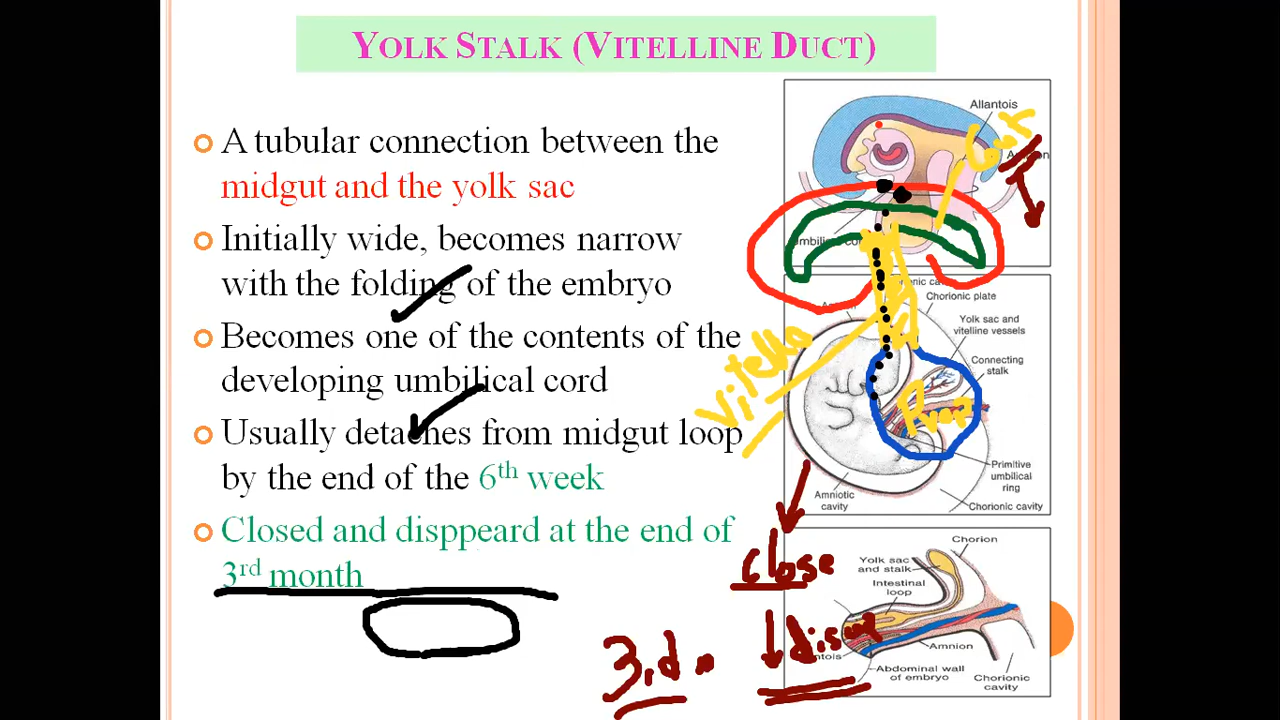 YOLK STALK (VITELLINE DUCT)
A tubular connection between the
midgut and the yolk sac
Initially wide, becomes narrow
with the folding of the embryo
Becomes one of the contents of the
developing umbilical cord
Usually detaches from midgut loop
by the end of the 6th week
Closed and disppeard at the end of
3rd month
Allantois
Gut
Chorionic plate
Yolk sac and
vitelline vessels
Connecting
stalk
Primitive
umbilical
ring
Amniotic
cavity
Chorionic cavity
close
3rd
Chorion
Yolk sac
and stalk
Intestinal
loop
Amnion
Abdominal wall
of embryo
Chorionic
cavity